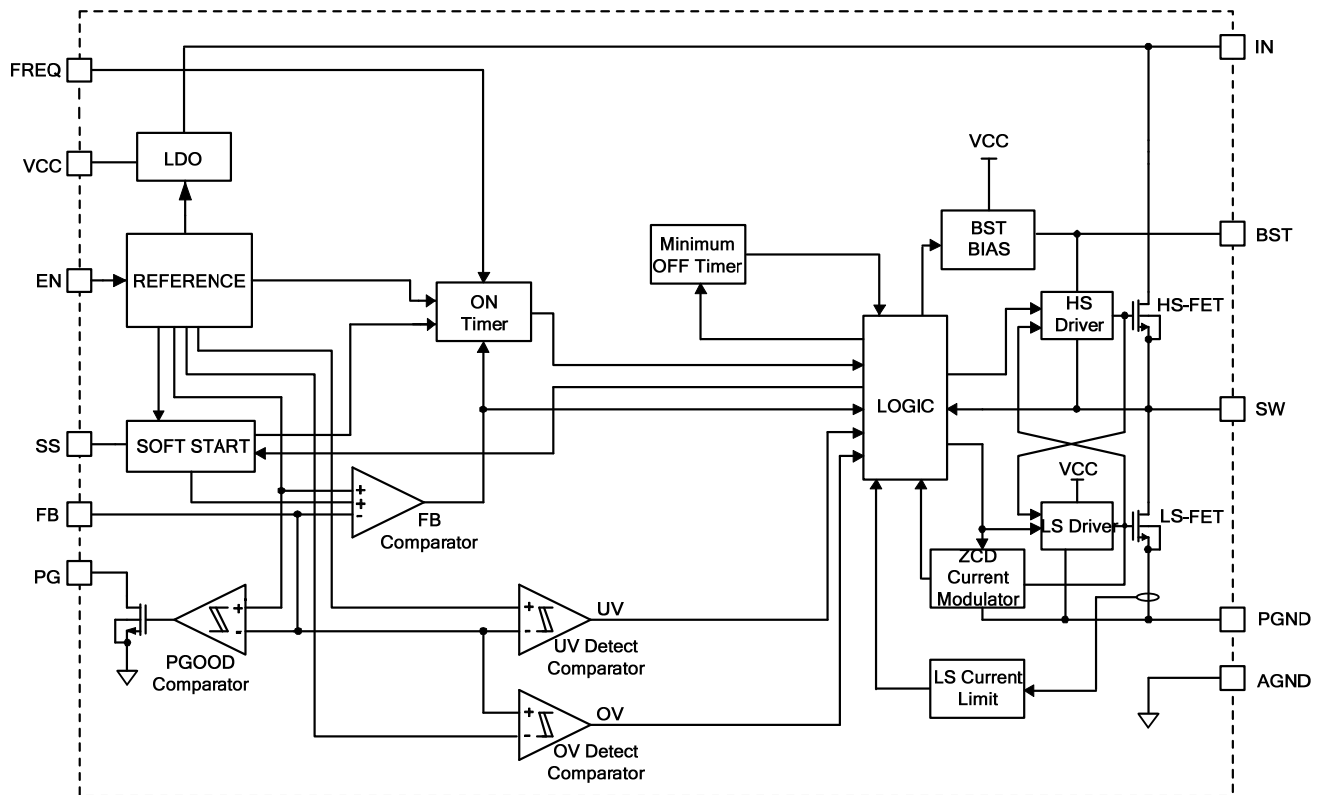 IN
FREQ
VCC
LDO
VCC
BST
BIAS
BST
Minimum
OFF Timer
EN
REFERENCE
ON
Timer
HS
Driver
HS-FET
LOGIC
SW
SS
SOFT START
+
+
-
FB
Comparator
FB
VCC
LS Driver
LS-FET
ZCD
Current
Modulator
PG
+
-
PGOOD
Comparator
+
-
UV
UV Detect
Comparator
PGND
LS Current
Limit
AGND
+
-
OV
OV Detect
Comparator